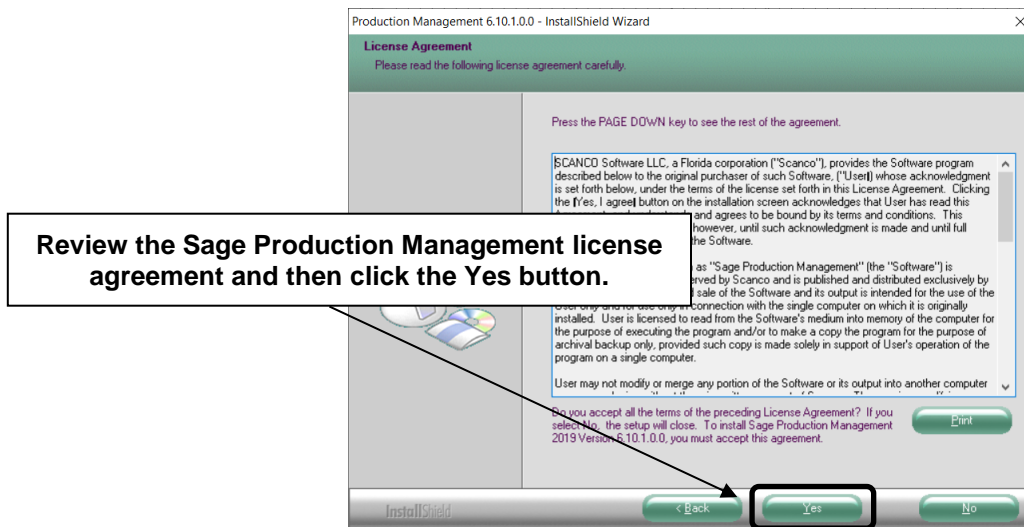 Production Management 6.10.1.0.0 - InstallShield Wizard
License Agreement
Please read the following license agreement carefully.
Press the PAGE DOWN key to see the rest of the agreement.
SCANCO Software LLC, a Florida corporation ("Scanco"), provides the Software program
described below to the original purchaser of such Software, ("User|) whose acknowledgment
is set forth below, under the terms of the license set forth in this License Agreement. Clicking
the |Yes, I agree| button on the installation screen acknowledges that User has read this
and agrees to be bound by its terms and conditions. This
however, until such acknowledgment is made and until full
the Software.
Review the Sage Production Management license
agreement and then click the Yes button.
as "Sage Production Management" (the "Software") is
erved by Scanco and is published and distributed exclusively by
sale of the Software and its output is intended for the use of the
User only and for use only in connection with the single computer on which it is originally
installed. User is licensed to read from the Software's medium into memory of the computer for
the purpose of executing the program and/or to make a copy the program for the purpose of
archival backup only, provided such copy is made solely in support of User's operation of the
program on a single computer.
User may not modify or merge any portion of the Software or its output into another computer
Do you accept all the terms of the preceding License Agreement? If you
select No, the setup will close. To install Sage Production Management
2019 Version 6.10.1.0.0, you must accept this agreement.
Print
InstallShield
< Back
Yes
No